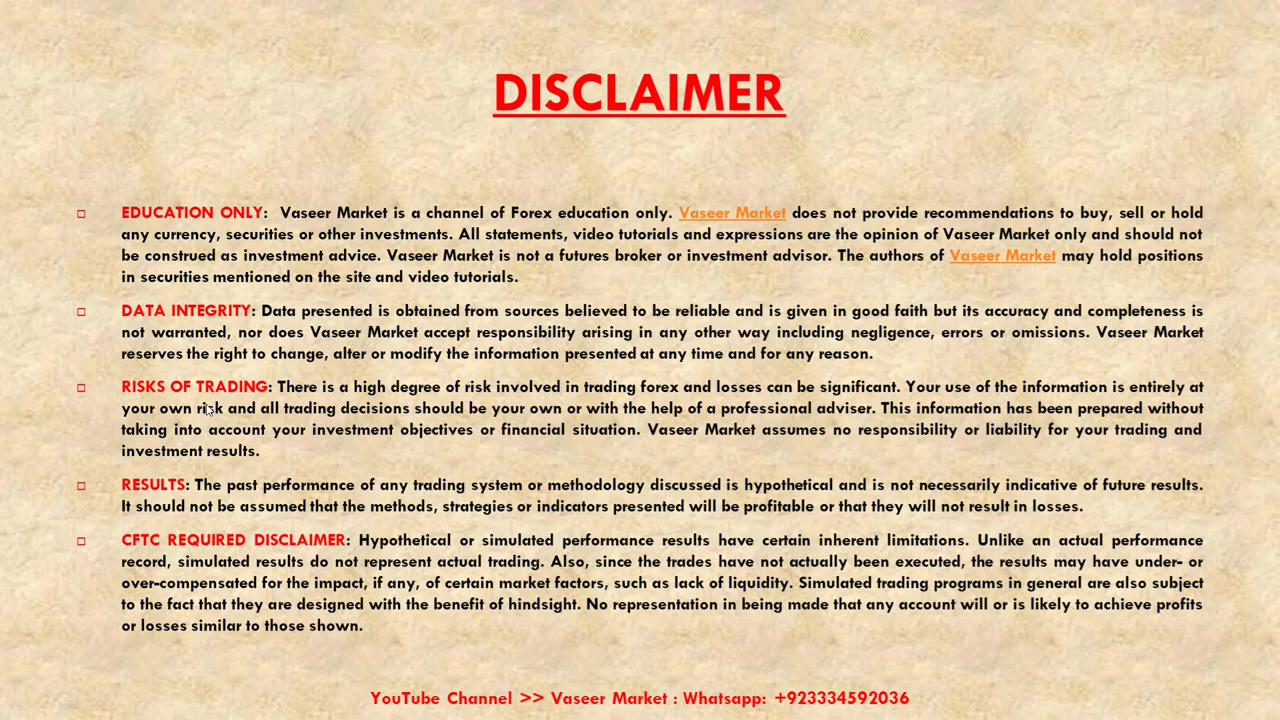 DISCLAIMER
EDUCATION ONLY: Vaseer Market is a channel of Forex education only. Vaseer Market does not provide recommendations to buy, sell or hold
any currency, securities or other investments. All statements, video tutorials and expressions are the opinion of Vaseer Market only and should not
be construed as investment advice. Vaseer Market is not a futures broker or investment advisor. The authors of Vaseer Market may hold positions
in securities mentioned on the site and video tutorials.
DATA INTEGRITY: Data presented is obtained from sources believed to be reliable and is given in good faith but its accuracy and completeness is
not warranted, nor does Vaseer Market accept responsibility arising in any other way including negligence, errors or omissions. Vaseer Market
reserves the right to change, alter or modify the information presented at any time and for any reason.
RISKS OF TRADING: There is a high degree of risk involved in trading forex and losses can be significant. Your use of the information is entirely at
your own risk and all trading decisions should be your own or with the help of a professional adviser. This information has been prepared without
taking into account your investment objectives or financial situation. Vaseer Market assumes no responsibility or liability for your trading and
investment results.
RESULTS: The past performance of any trading system or methodology discussed is hypothetical and is not necessarily indicative of future results.
It should not be assumed that the methods, strategies or indicators presented will be profitable or that they will not result in losses.
CFTC REQUIRED DISCLAIMER: Hypothetical or simulated performance results have certain inherent limitations. Unlike an actual performance
record, simulated results do not represent actual trading. Also, since the trades have not actually been executed, the results may have under- or
over-compensated for the impact, if any, of certain market factors, such as lack of liquidity. Simulated trading programs in general are also subject
to the fact that they are designed with the benefit of hindsight. No representation in being made that any account will or is likely to achieve profits
or losses similar to those shown.
YouTube Channel >> Vaseer Market : Whatsapp: +923334592036